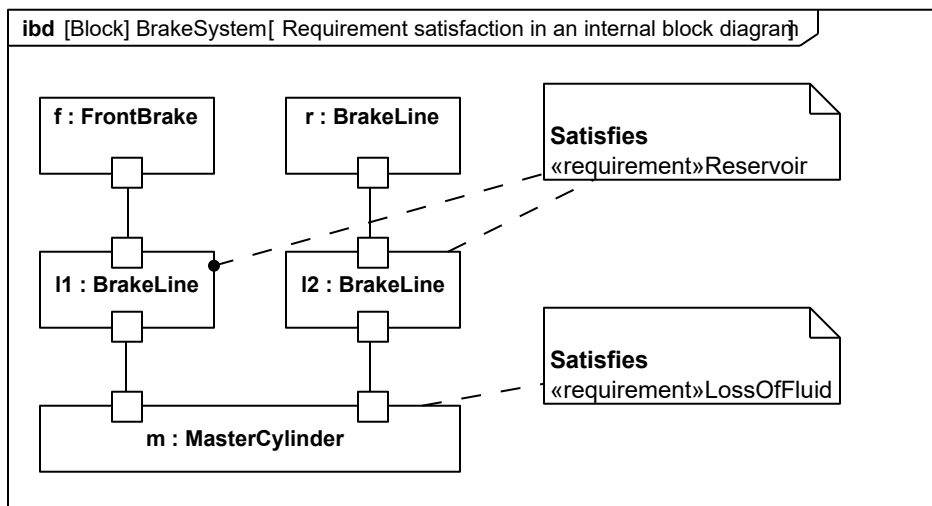 ibd [Block] BrakeSystem[ Requirement satisfaction in an internal block diagram]
f : FrontBrake
r : BrakeLine
Satisfies
«requirement»Reservoir
l1 : BrakeLine
l2 : BrakeLine
Satisfies
«requirement»LossOfFluid
m : MasterCylinder